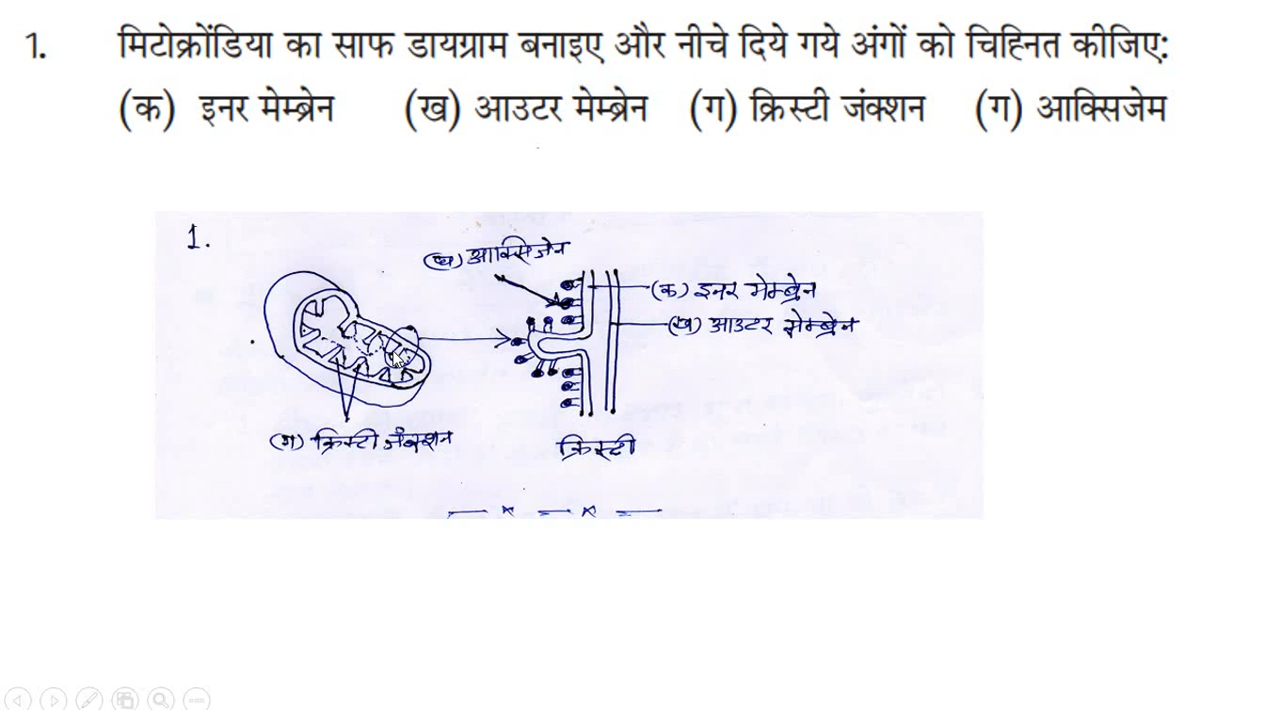 1. मिटोक्रोंडिया का साफ डायग्राम बनाइए और नीचे दिये गये अंगों को चिह्नित कीजिए:
(क) इनर मेम्ब्रेन (ख) आउटर मेम्ब्रेन (ग) क्रिस्टी जंक्शन (ग) आक्सिजेम
1.
(घ) आक्सिजेन
(क) इनर मेम्ब्रेन
(ख) आउटर मेम्ब्रेन
(ग) क्रिस्टी जंक्शन
क्रिस्टी